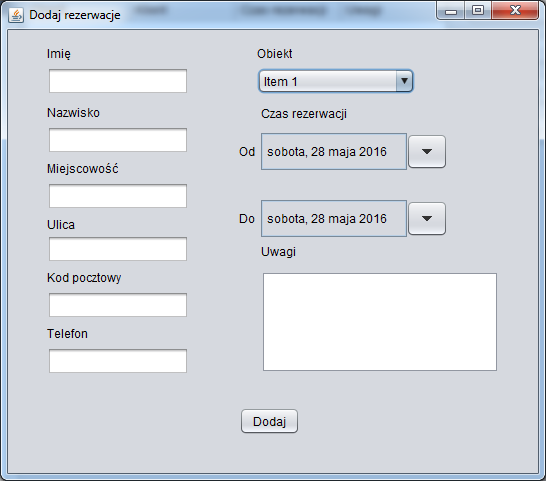 Dodaj rezerwacje
Imię
Nazwisko
Miejscowość
Ulica
Kod pocztowy
Telefon
Obiekt
Item 1
Czas rezerwacji
Od sobota, 28 maja 2016
Do sobota, 28 maja 2016
Uwagi
Dodaj